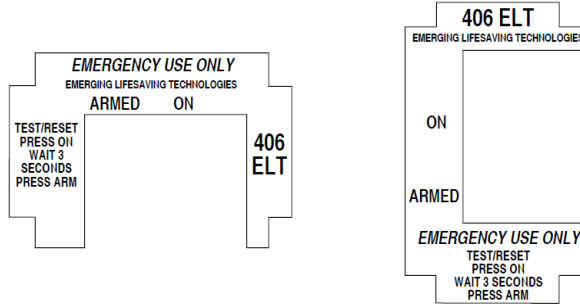 EMERGENCY USE ONLY
EMERGING LIFESAVING TECHNOLOGIES
ARMED ON
TEST/RESET
PRESS ON
WAIT 3
SECONDS
PRESS ARM
406
ELT
406 ELT
EMERGING LIFESAVING TECHNOLOGIES
ON
ARMED
EMERGENCY USE ONLY
TEST/RESET
PRESS ON
WAIT 3 SECONDS
PRESS ARM